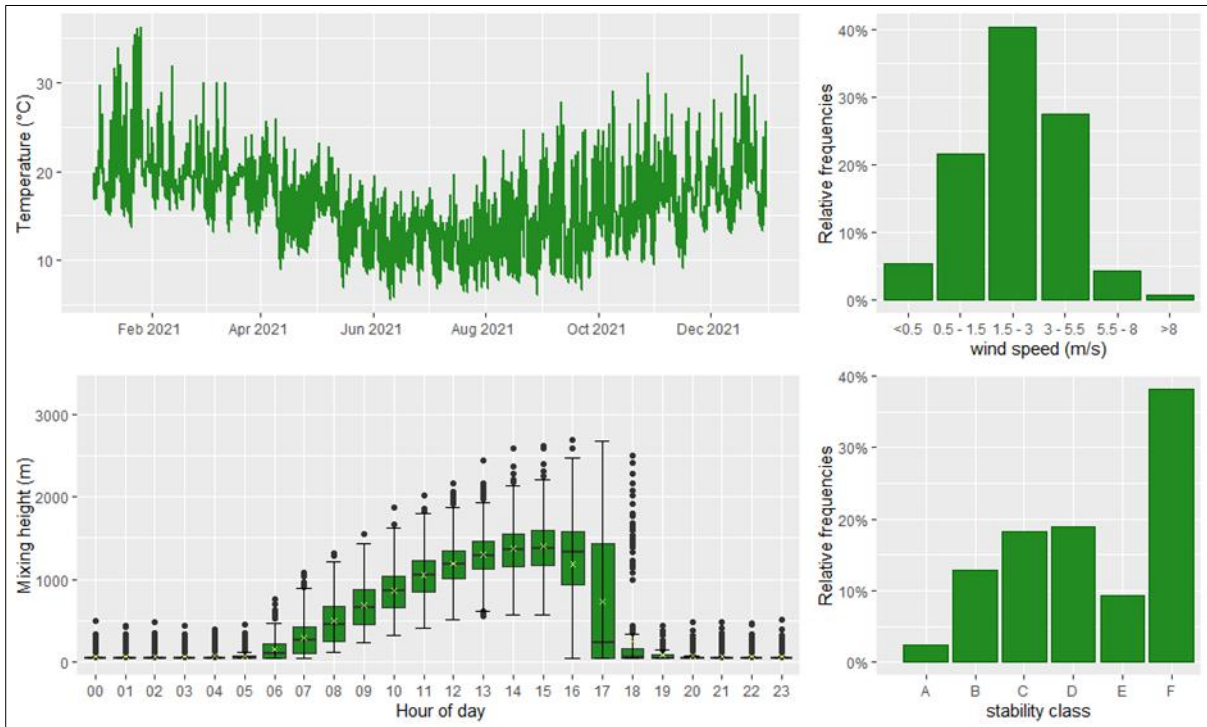 Temperature (°C)
30
20
10
Feb 2021 Apr 2021 Jun 2021 Aug 2021 Oct 2021 Dec 2021
Relative frequencies
40%
30%
20%
10%
0%
<0.5 0.5 - 1.5 1.5 - 3 3 - 5.5 5.5 - 8 >8
wind speed (m/s)
Mixing height (m)
3000
2000
1000
0
00 01 02 03 04 05 06 07 08 09 10 11 12 13 14 15 16 17 18 19 20 21 22 23
Hour of day
Relative frequencies
40%
30%
20%
10%
0%
A B C D E F
stability class